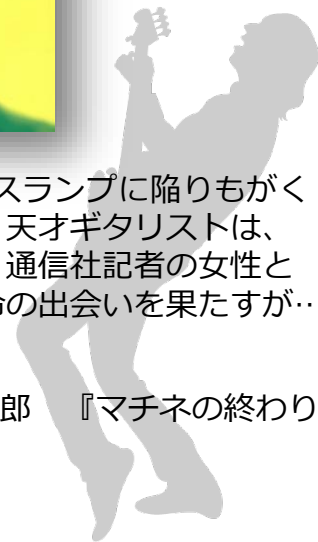 スランプに陥りもがく
天才ギタリストは、
通信社記者の女性と
命の出会いを果たすが‥
郎　『マチネの終わり